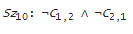 Sz₁₀: ¬C₁,₂ ∧ ¬C₂,₁